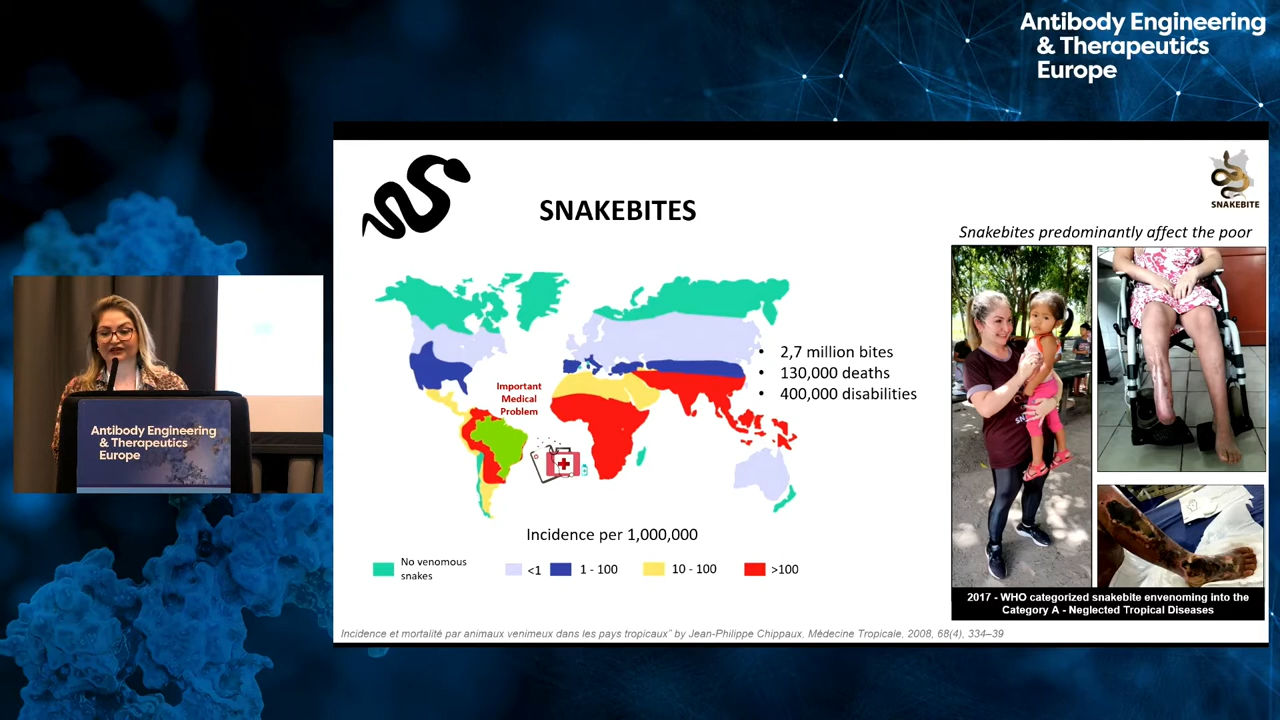 Antibody Engineering
& Therapeutics
Europe
SNAKEBITES
SNAKEBITE
Snakebites predominantly affect the poor
• 2,7 million bites
• 130,000 deaths
• 400,000 disabilities
Important
Medical
Problem
Antibody Engineering
& Therapeutics
Europe
Incidence per 1,000,000
No venomous
snakes
<1
1 - 100
10 - 100
>100
2017 - WHO categorized snakebite envenoming into the
Category A - Neglected Tropical Diseases
Incidence et mortalité par animaux venimeux dans les pays tropicaux" by Jean-Philippe Chippaux, Médecine Tropicale, 2008, 68(4), 334–39